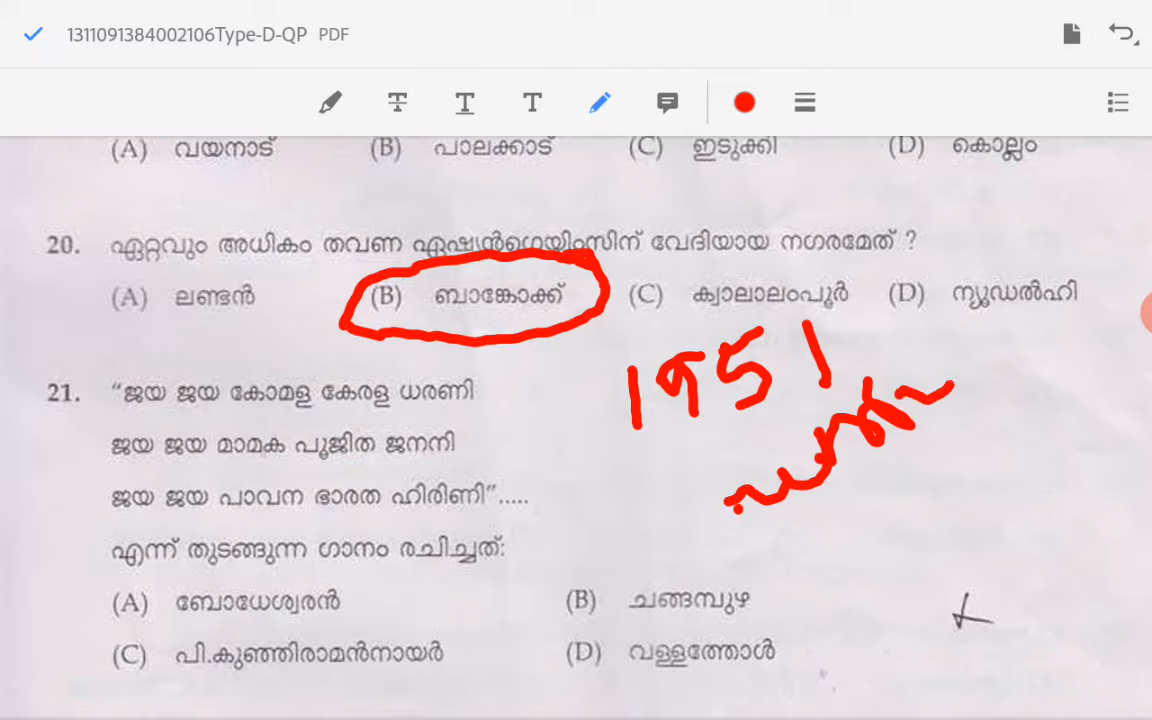 1311091384002106Type-D-QP PDF
(A) വയനാട് (B) പാലക്കാട് (C) ഇടുക്കി (D) കൊല്ലം
20. ഏറ്റവും അധികം തവണ ഏഷ്യൻഗെയിംസിന് വേദിയായ നഗരമേത് ?
(A) ലണ്ടൻ (B) ബാങ്കോക്ക് (C) ക്വാലാലംപൂർ (D) ന്യൂഡൽഹി
1951
21. “ജയ ജയ കോമള കേരള ധരണി
ജയ ജയ മാമക പൂജിത ജനനി
ജയ ജയ പാവന ഭാരത ഹിരിണി”.....
എന്ന് തുടങ്ങുന്ന ഗാനം രചിച്ചത്:
(A) ബോധേശ്വരൻ (B) ചങ്ങമ്പുഴ
(C) പി.കുഞ്ഞിരാമൻനായർ (D) വള്ളത്തോൾ